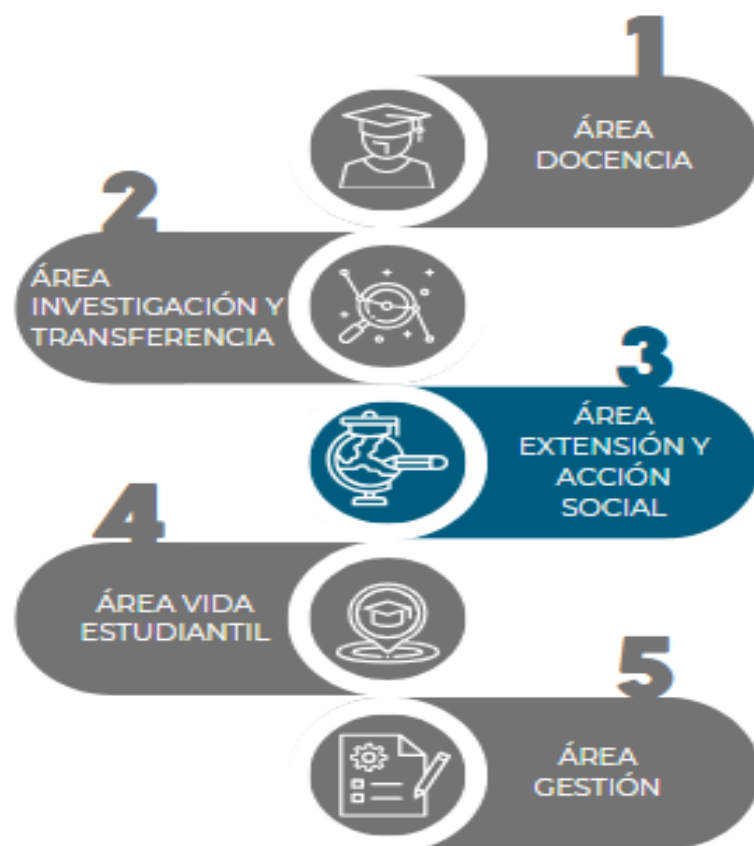 1
ÁREA
DOCENCIA
2
ÁREA
INVESTIGACIÓN Y
TRANSFERENCIA
3
ÁREA
EXTENSIÓN Y
ACCIÓN
SOCIAL
4
ÁREA VIDA
ESTUDIANTIL
5
ÁREA
GESTIÓN